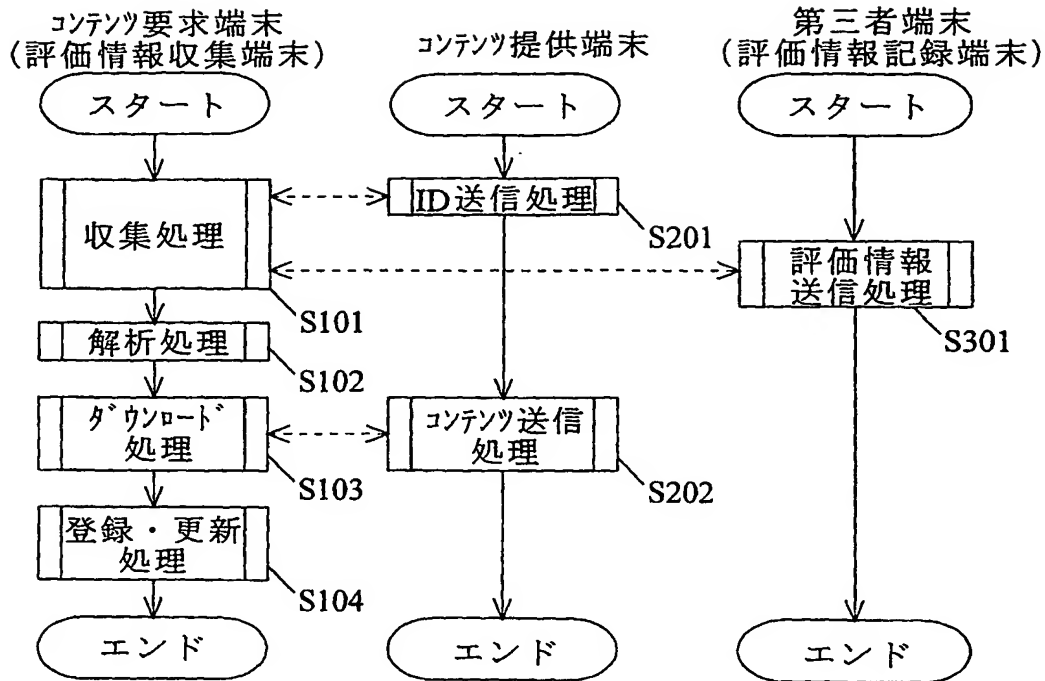 コンテンツ要求端末
(評価情報収集端末)
スタート
収集処理
S101
解析処理
S102
ダウンロード
処理
S103
登録・更新
処理
S104
エンド
コンテンツ提供端末
スタート
ID送信処理
S201
コンテンツ送信
処理
S202
エンド
第三者端末
(評価情報記録端末)
スタート
評価情報
送信処理
S301
エンド